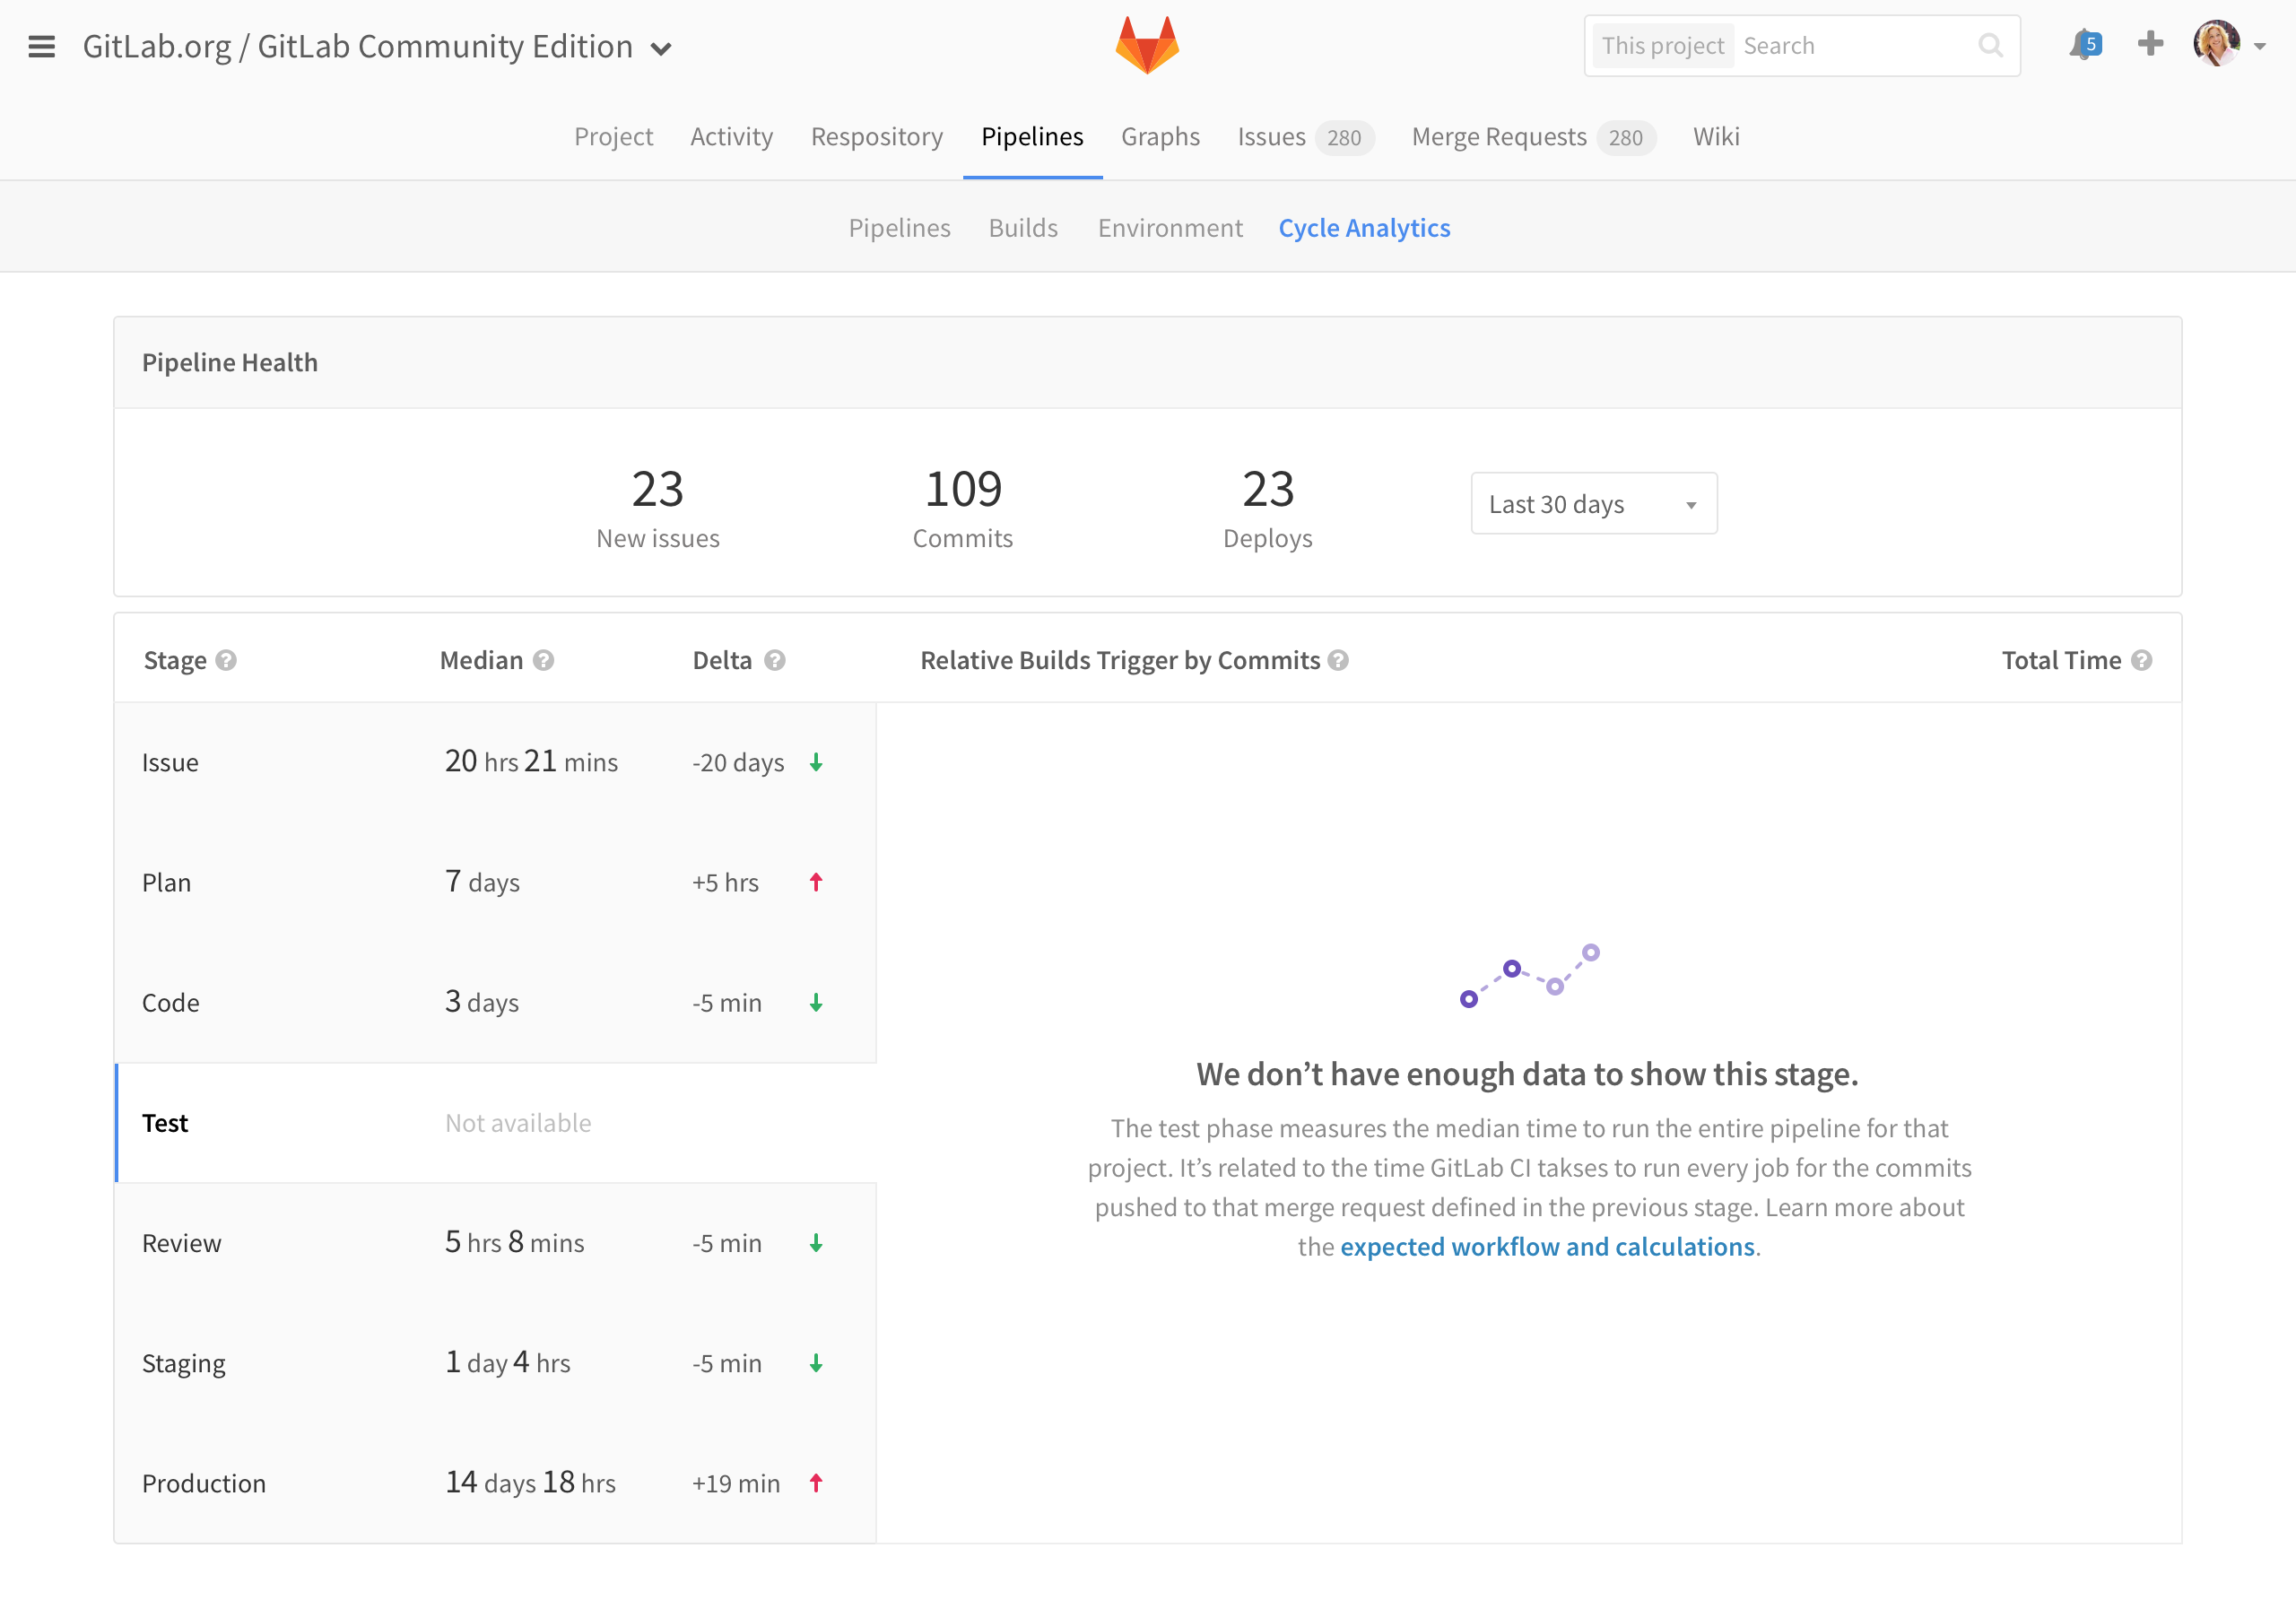 GitLab.org / GitLab Community Edition
This project Search
5
Project Activity Respository Pipelines Graphs Issues 280 Merge Requests 280 Wiki
Pipelines Builds Environment Cycle Analytics
Pipeline Health
23 109 23
New issues Commits Deploys
Last 30 days
Stage ? Median ? Delta ? Relative Builds Trigger by Commits ? Total Time ?
Issue 20 hrs 21 mins -20 days
Plan 7 days +5 hrs
Code 3 days -5 min
Test Not available
Review 5 hrs 8 mins -5 min
Staging 1 day 4 hrs -5 min
Production 14 days 18 hrs +19 min
We don’t have enough data to show this stage.
The test phase measures the median time to run the entire pipeline for that
project. It’s related to the time GitLab CI takses to run every job for the commits
pushed to that merge request defined in the previous stage. Learn more about
the expected workflow and calculations.